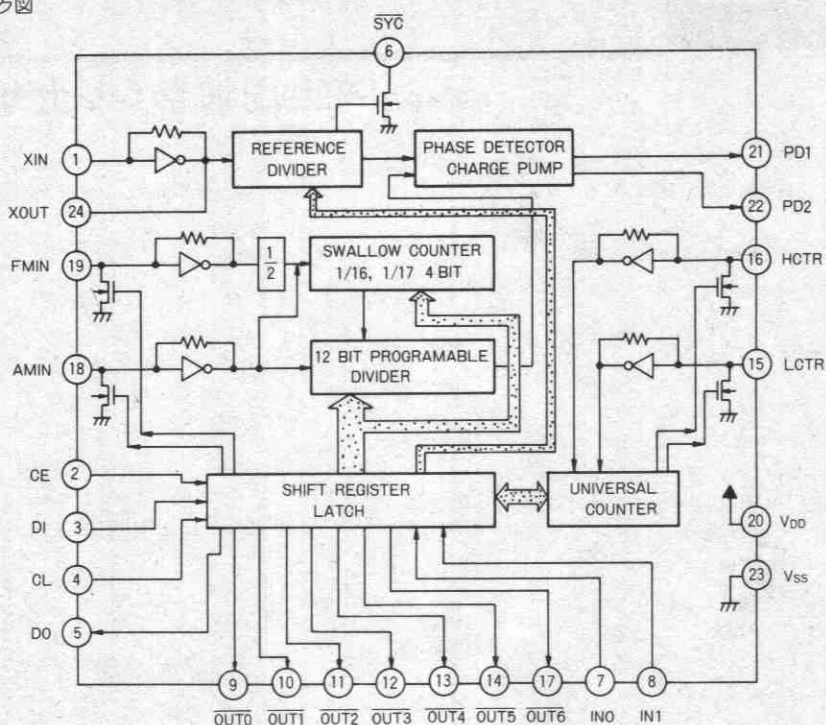 ク図
SYC
6
XIN
1
REFERENCE
DIVIDER
PHASE DETECTOR
CHARGE PUMP
21
PD1
XOUT
24
22
PD2
FMIN
19
1
2
SWALLOW COUNTER
1/16, 1/17 4 BIT
16
HCTR
AMIN
18
12 BIT PROGRAMABLE
DIVIDER
15
LCTR
CE
2
SHIFT REGISTER
LATCH
UNIVERSAL
COUNTER
DI
3
20
VDD
CL
4
23
VSS
DO
5
9
10
11
12
13
14
17
7
8
OUT0
OUT1
OUT2
OUT3
OUT4
OUT5
OUT6
IN0
IN1